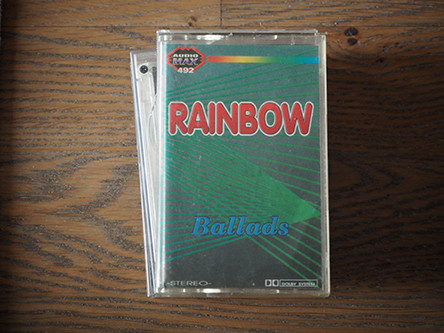 AUDIO
MAX
492
RAINBOW
Ballads
STEREO
DOLBY SYSTEM